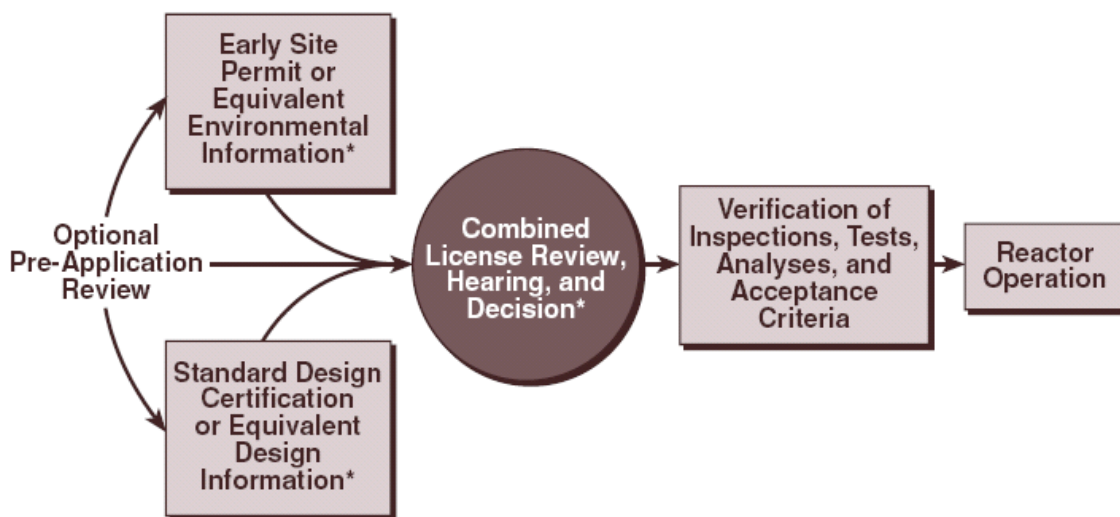 Optional
Pre-Application
Review
Early Site
Permit or
Equivalent
Environmental
Information*
Standard Design
Certification
or Equivalent
Design
Information*
Combined
License Review,
Hearing, and
Decision*
Verification of
Inspections, Tests,
Analyses, and
Acceptance
Criteria
Reactor
Operation